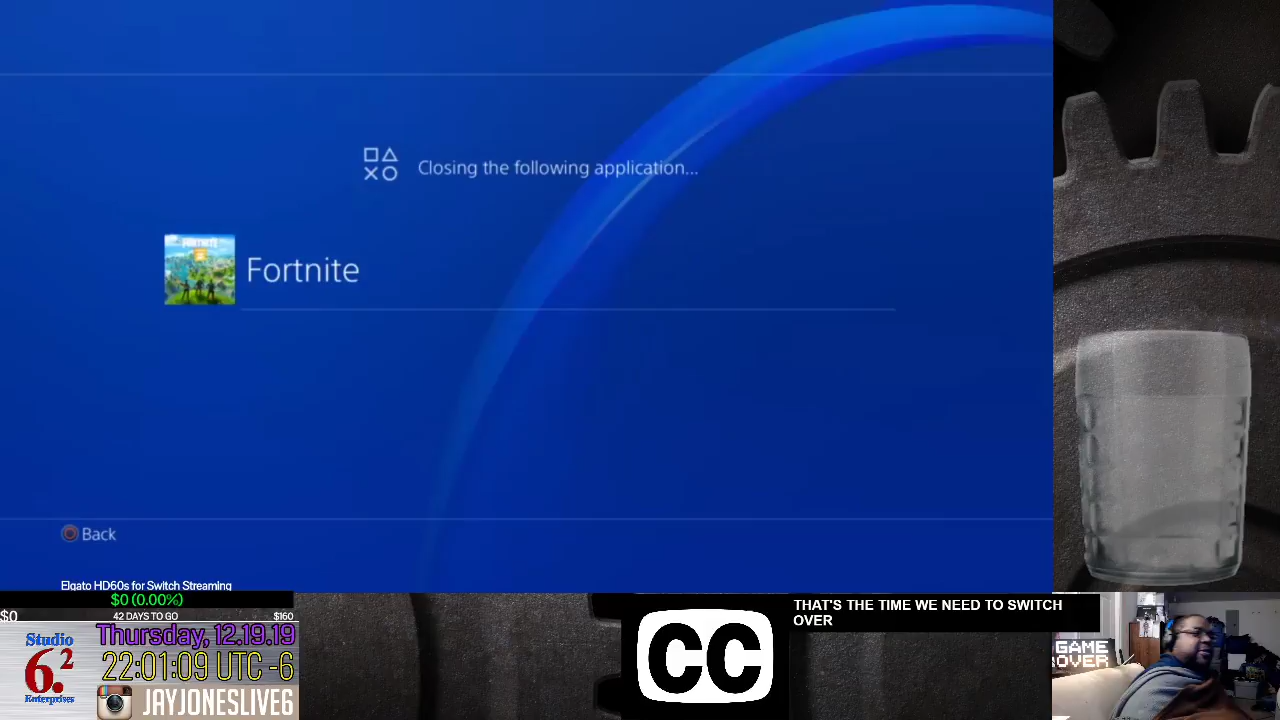 Closing the following application...
FORTNITE
Fortnite
Back
Elgato HD60s for Switch Streaming
$0 (0.00%)
$0
42 DAYS TO GO
$160
Studio
6.2
Enterprises
Thursday, 12.19.19
22:01:09 UTC -6
JAYJONESLIVE6
CC
THAT'S THE TIME WE NEED TO SWITCH
OVER
GAME
OVER